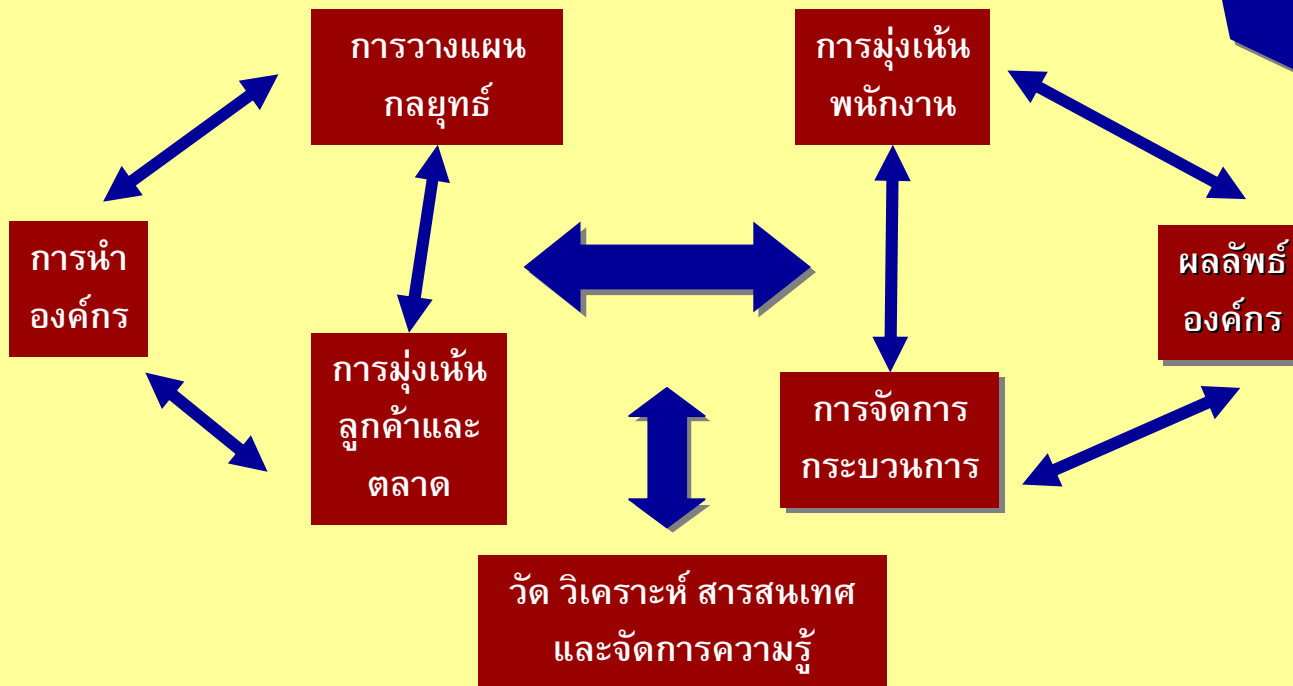 การวางแผน
กลยุทธ์
การมุ่งเน้น
พนักงาน
การนำ
องค์กร
ผลลัพธ์
องค์กร
การมุ่งเน้น
ลูกค้าและ
ตลาด
การจัดการ
กระบวนการ
วัด วิเคราะห์ สารสนเทศ
และจัดการความรู้